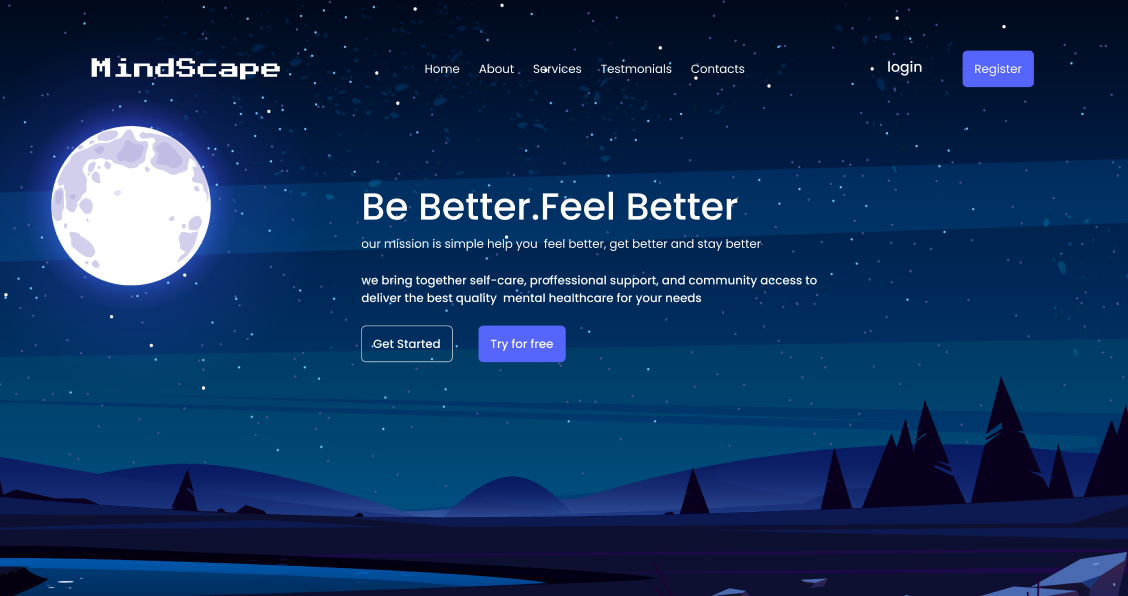 MindScape
Home About Services Testmonials Contacts
login
Register
Be Better.Feel Better
our mission is simple help you feel better, get better and stay better
we bring together self-care, proffessional support, and community access to
deliver the best quality mental healthcare for your needs
Get Started
Try for free